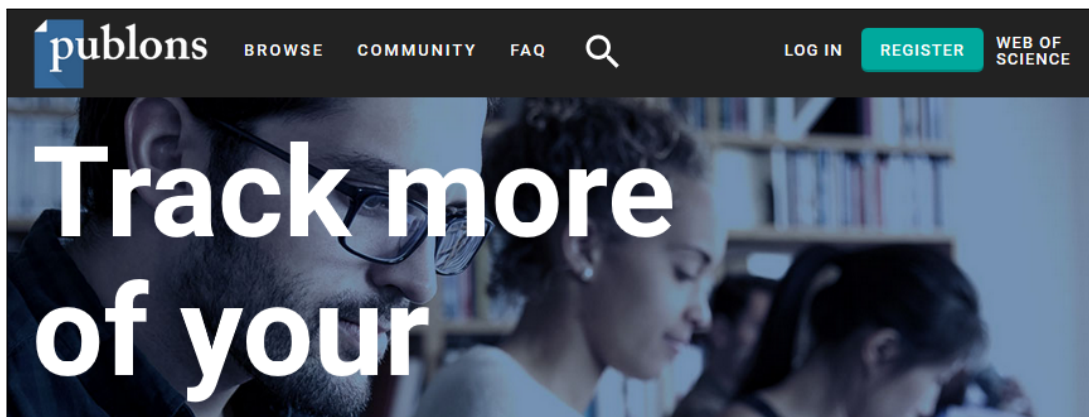 publons BROWSE COMMUNITY FAQ LOG IN REGISTER WEB OF
SCIENCE
Track more
of your